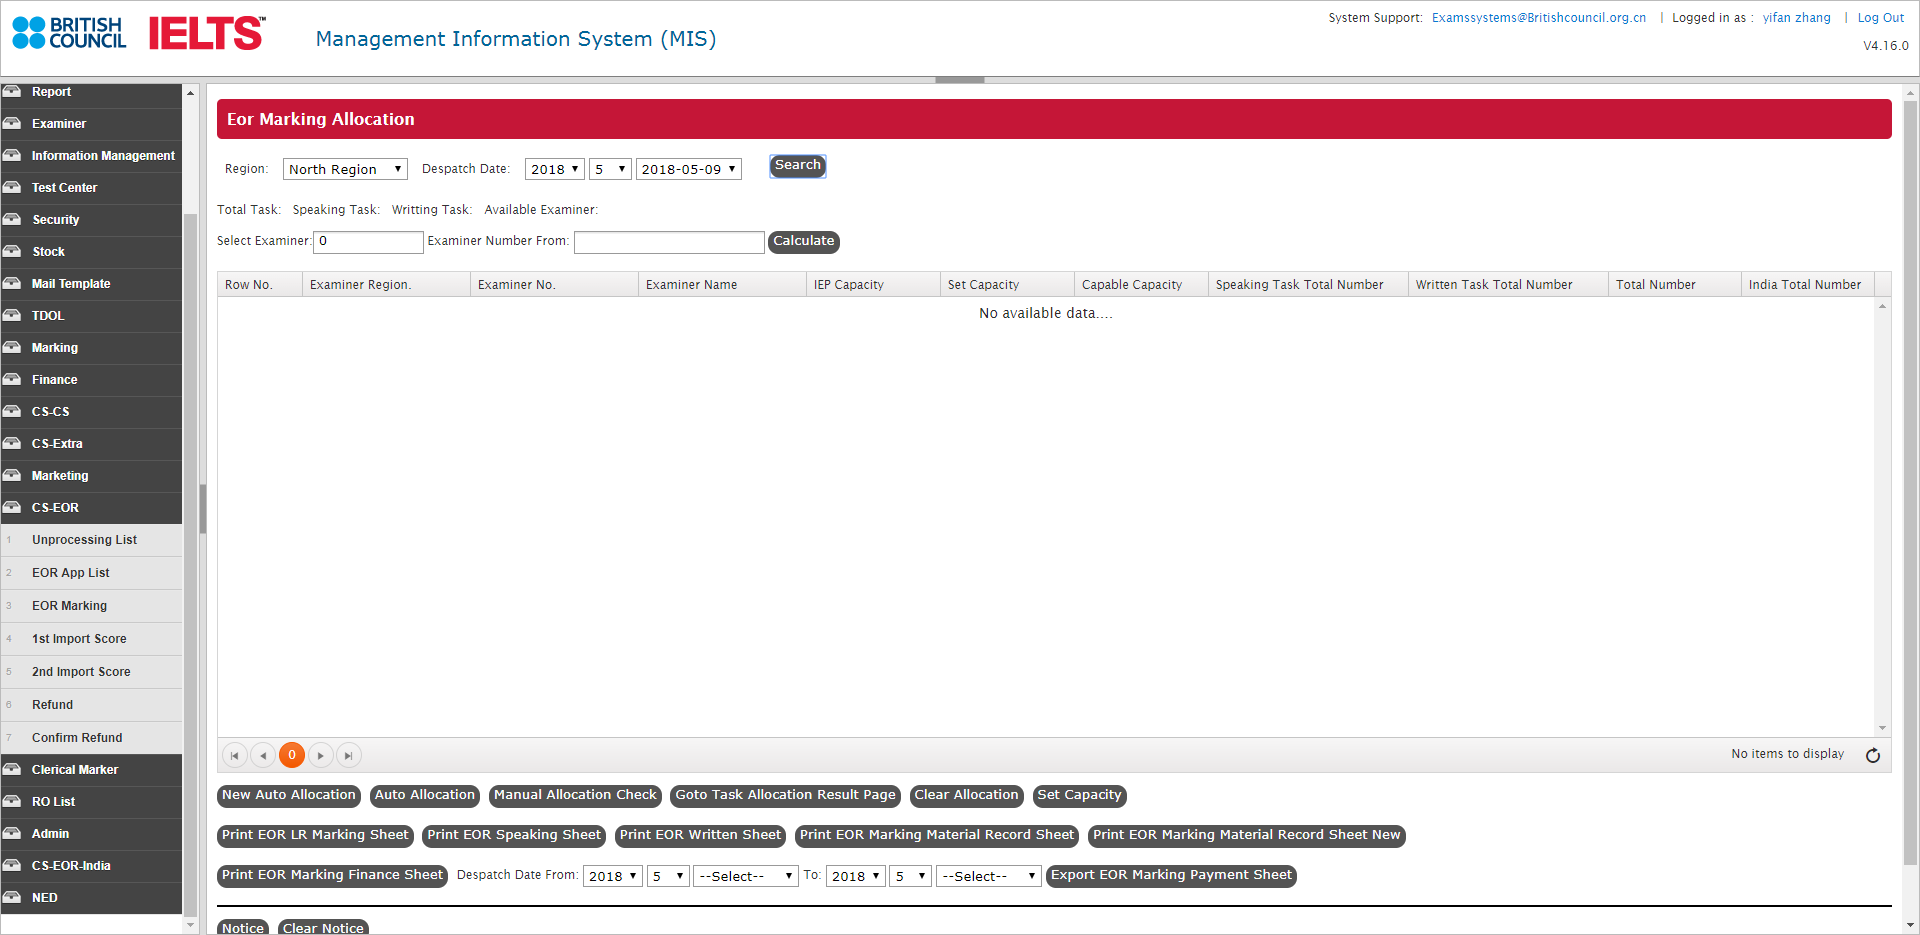 BRITISH COUNCIL IELTS™
Management Information System (MIS)
System Support: Examssystems@Britishcouncil.org.cn | Logged in as : yifan zhang | Log Out
V4.16.0
Report
Examiner
Information Management
Test Center
Security
Stock
Mail Template
TDOL
Marking
Finance
CS-CS
CS-Extra
Marketing
CS-EOR
1 Unprocessing List
2 EOR App List
3 EOR Marking
4 1st Import Score
5 2nd Import Score
6 Refund
7 Confirm Refund
Clerical Marker
RO List
Admin
CS-EOR-India
NED
Eor Marking Allocation
Region: North Region Despatch Date: 2018 5 2018-05-09 Search
Total Task: Speaking Task: Writting Task: Available Examiner:
Select Examiner: 0 Examiner Number From: Calculate
Row No. Examiner Region. Examiner No. Examiner Name IEP Capacity Set Capacity Capable Capacity Speaking Task Total Number Written Task Total Number Total Number India Total Number
No available data....
0 No items to display
New Auto Allocation Auto Allocation Manual Allocation Check Goto Task Allocation Result Page Clear Allocation Set Capacity
Print EOR LR Marking Sheet Print EOR Speaking Sheet Print EOR Written Sheet Print EOR Marking Material Record Sheet Print EOR Marking Material Record Sheet New
Print EOR Marking Finance Sheet Despatch Date From: 2018 5 --Select-- To: 2018 5 --Select-- Export EOR Marking Payment Sheet
Notice Clear Notice